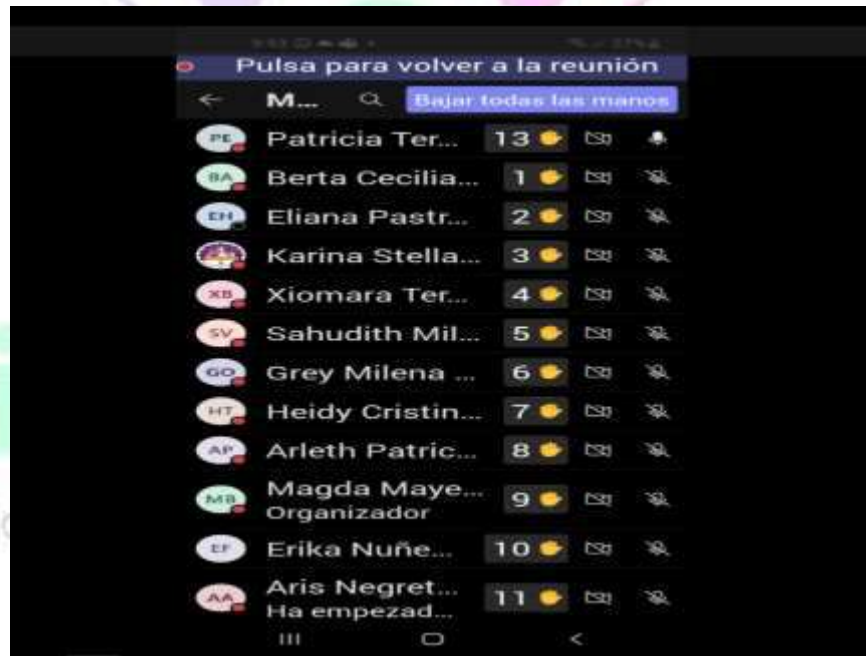 Pulsa para volver a la reunión
M... Bajar todas las manos
PE Patricia Ter... 13
BA Berta Cecilia... 1
EH Eliana Pastr... 2
Karina Stella... 3
XB Xiomara Ter... 4
SV Sahudith Mil... 5
GO Grey Milena ... 6
HT Heidy Cristin... 7
AP Arleth Patric... 8
MB Magda Maye... 9
Organizador
EF Erika Nuñe... 10
AA Aris Negret... 11
Ha empezad...